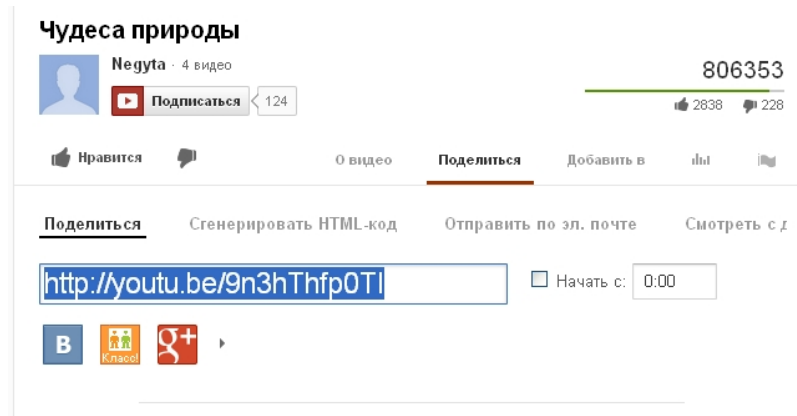 Чудеса природы
Negyta · 4 видео
806353
Подписаться 124
2838 228
Нравится О видео Поделиться Добавить в
Поделиться Сгенерировать HTML-код Отправить по эл. почте Смотреть с
http://youtu.be/9n3hThfp0TI Начать с: 0:00
В Класс! g+